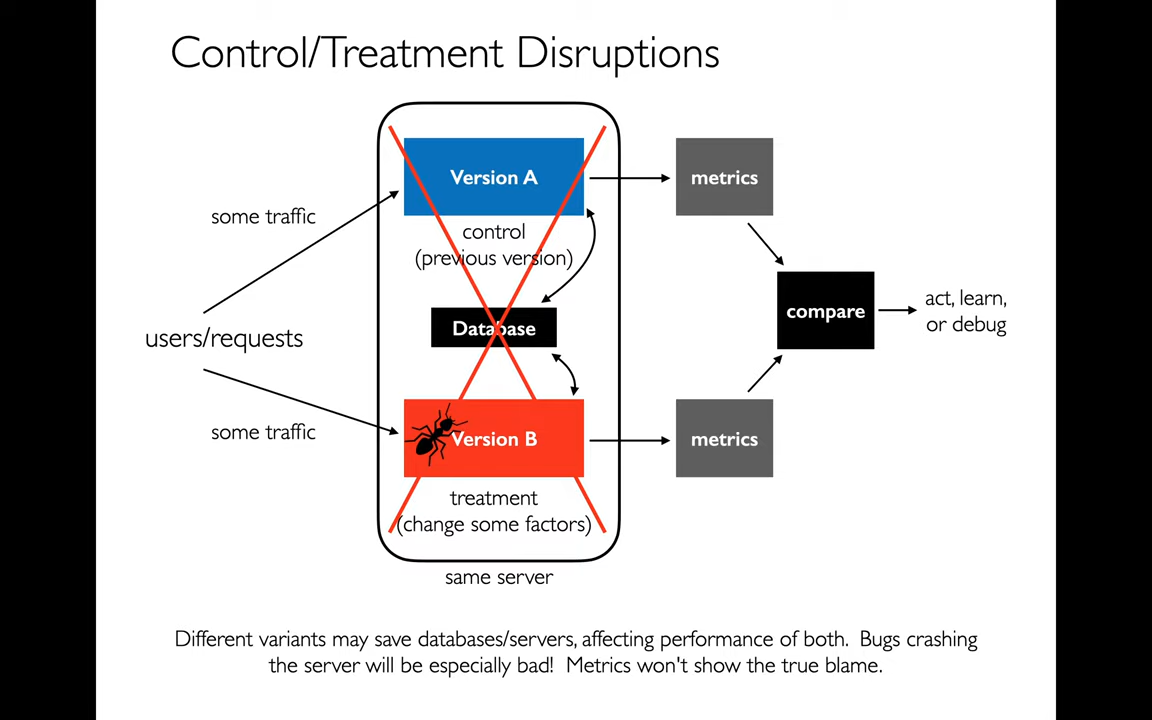 Control/Treatment Disruptions
Version A
metrics
some traffic
control
(previous version)
Database
users/requests
compare
act, learn,
or debug
some traffic
Version B
metrics
treatment
(change some factors)
same server
Different variants may save databases/servers, affecting performance of both. Bugs crashing
the server will be especially bad! Metrics won't show the true blame.